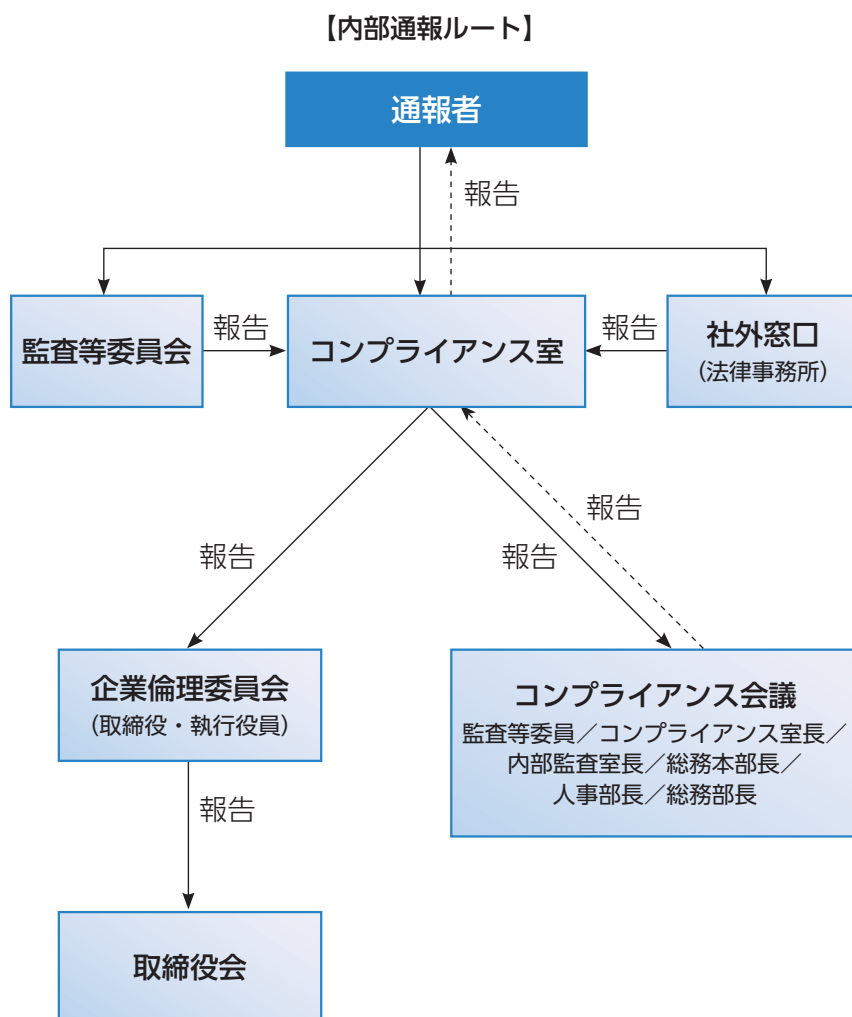 【内部通報ルート】
通報者
報告
監査等委員会
報告
コンプライアンス室
報告
社外窓口
（法律事務所）
報告
報告
報告
企業倫理委員会
（取締役・執行役員）
コンプライアンス会議
監査等委員／コンプライアンス室長／
内部監査室長／総務本部長／
人事部長／総務部長
報告
取締役会